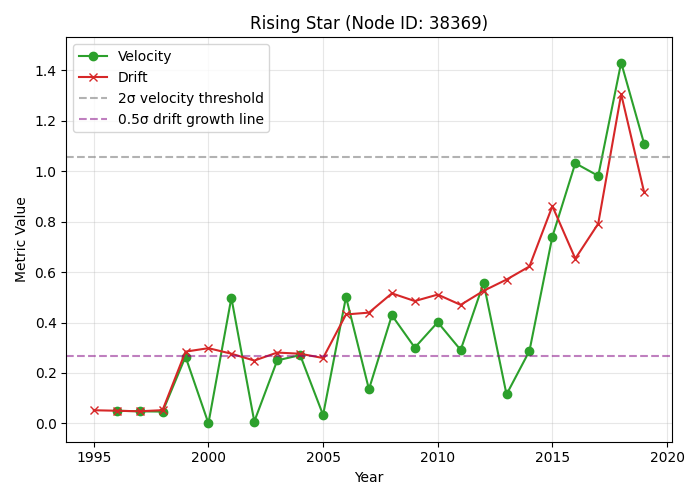 Rising Star (Node ID: 38369)
Velocity
Drift
2σ velocity threshold
0.5σ drift growth line
Metric Value
1.4
1.2
1.0
0.8
0.6
0.4
0.2
0.0
1995 2000 2005 2010 2015 2020
Year